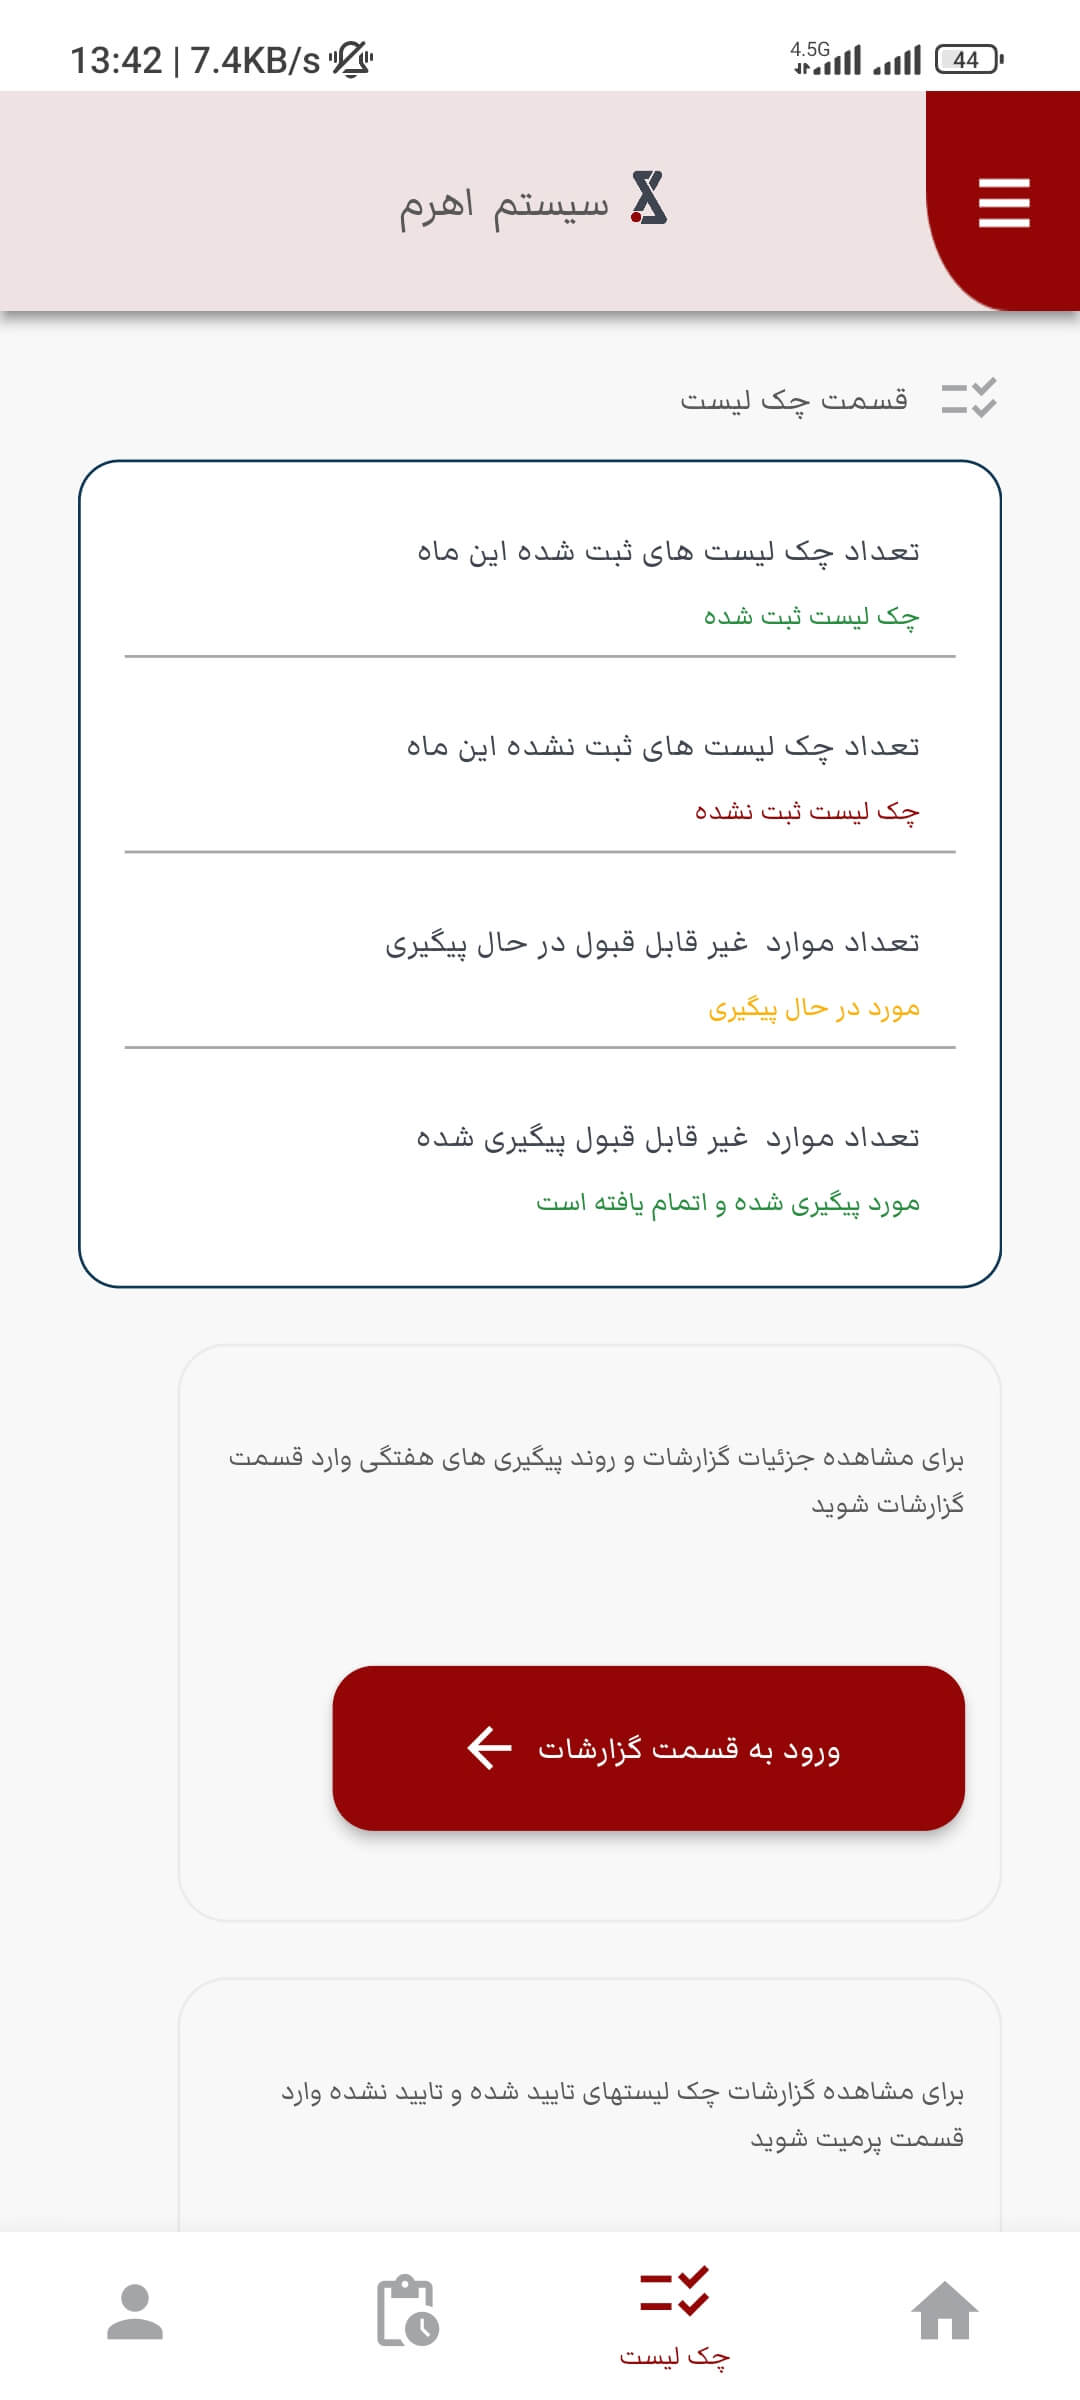 13:42 | 7.4KB/s
4.5G
44
سیستم اهرم
قسمت چک لیست
تعداد چک لیست های ثبت شده این ماه
چک لیست ثبت شده
تعداد چک لیست های ثبت نشده این ماه
چک لیست ثبت نشده
تعداد موارد غیر قابل قبول در حال پیگیری
مورد در حال پیگیری
تعداد موارد غیر قابل قبول پیگیری شده
مورد پیگیری شده و اتمام یافته است
برای مشاهده جزئیات گزارشات و روند پیگیری های هفتگی وارد قسمت
گزارشات شوید
ورود به قسمت گزارشات
برای مشاهده گزارشات چک لیستهای تایید شده و تایید نشده وارد
قسمت پرمیت شوید
چک لیست